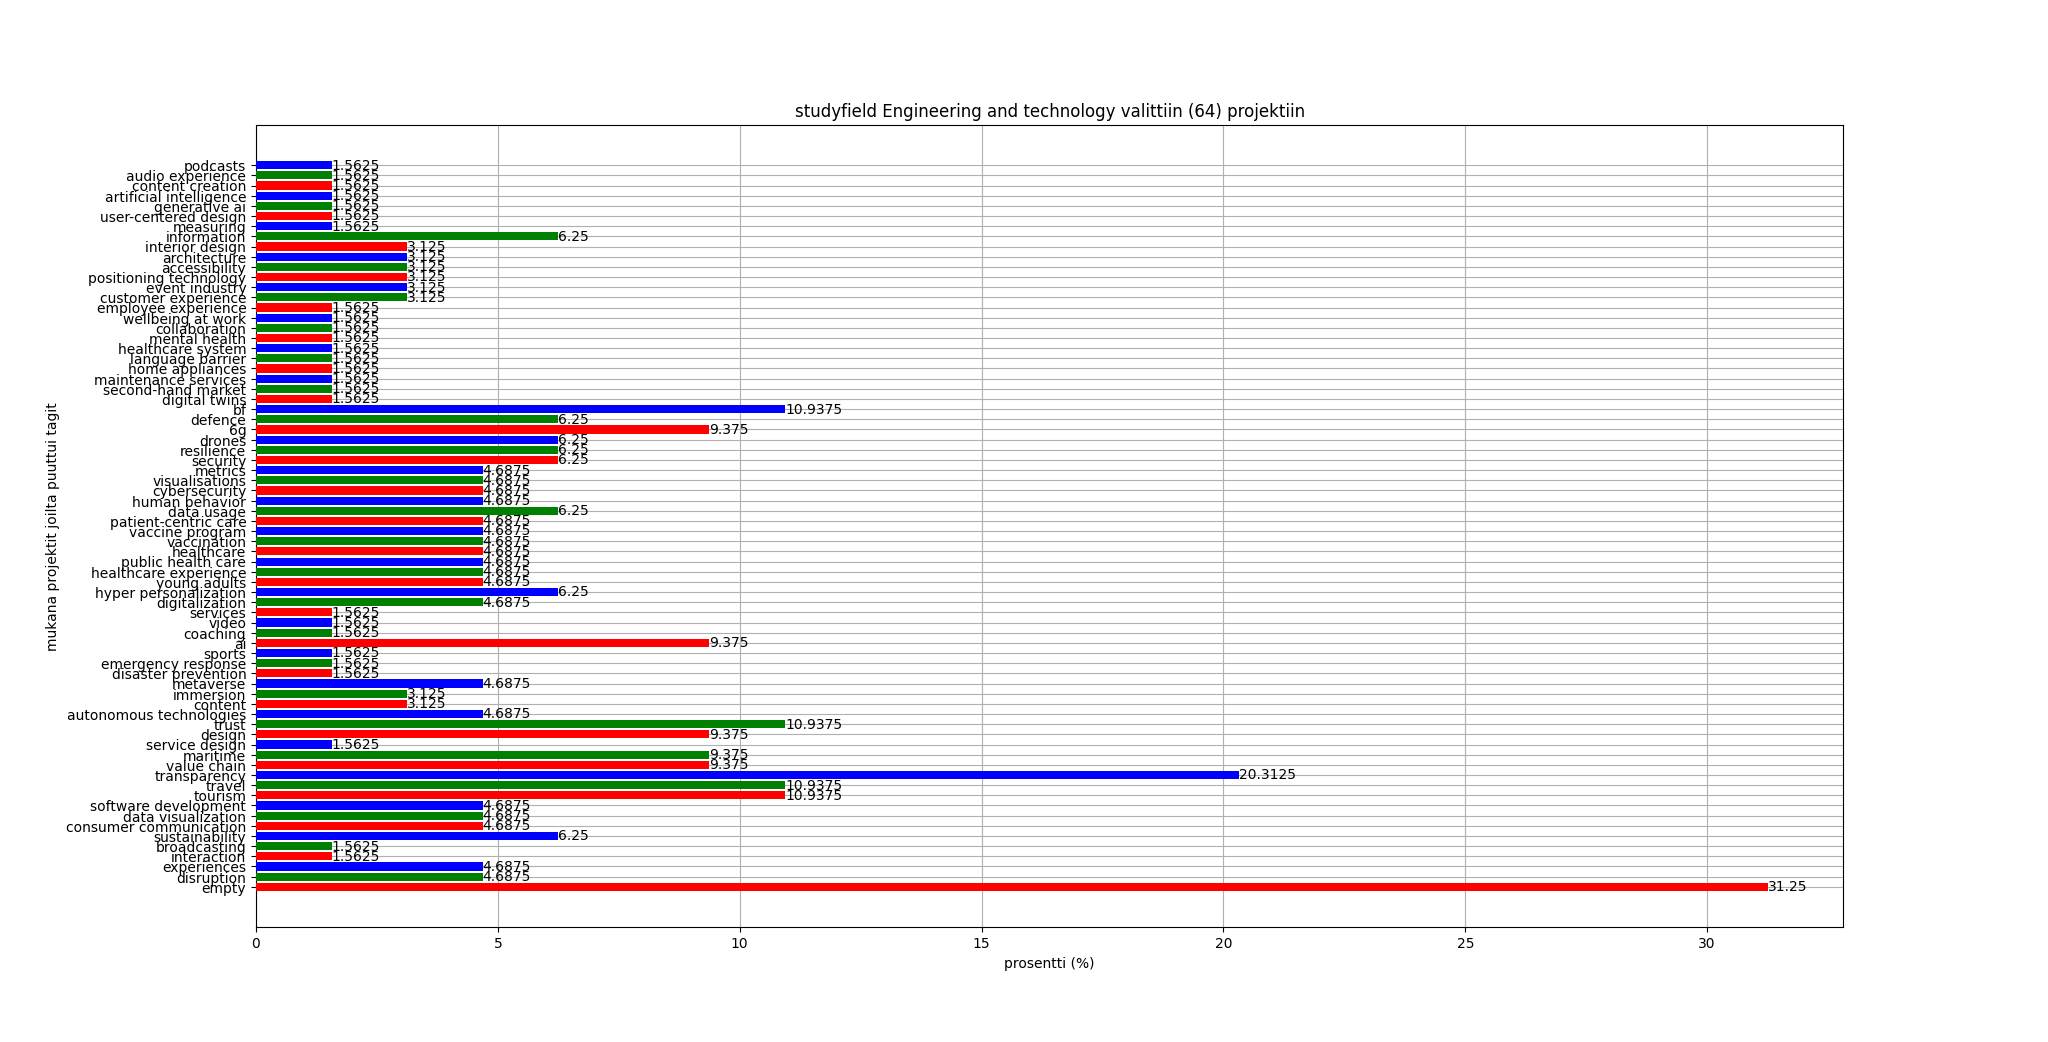 studyfield Engineering and technology valittiin (64) projektiin
podcasts 1.5625
audio experience 1.5625
content creation 1.5625
artificial intelligence 1.5625
generative ai 1.5625
user-centered design 1.5625
measuring 1.5625
information 6.25
interior design 3.125
architecture 3.125
accessibility 3.125
positioning technology 3.125
event industry 3.125
customer experience 3.125
employee experience 1.5625
wellbeing at work 1.5625
collaboration 1.5625
mental health 1.5625
healthcare system 1.5625
language barrier 1.5625
home appliances 1.5625
maintenance services 1.5625
second-hand market 1.5625
digital twins 1.5625
bf 10.9375
defence 6.25
6g 9.375
drones 6.25
resilience 6.25
security 6.25
metrics 4.6875
visualisations 4.6875
cybersecurity 4.6875
human behavior 4.6875
data usage 6.25
patient-centric care 4.6875
vaccine program 4.6875
vaccination 4.6875
healthcare 4.6875
public health care 4.6875
healthcare experience 4.6875
young adults 4.6875
hyper personalization 6.25
digitalization 4.6875
services 1.5625
video 1.5625
coaching 1.5625
ai 9.375
sports 1.5625
emergency response 1.5625
disaster prevention 1.5625
metaverse 4.6875
immersion 3.125
content 3.125
autonomous technologies 4.6875
trust 10.9375
design 9.375
service design 1.5625
maritime 9.375
value chain 9.375
transparency 20.3125
travel 10.9375
tourism 10.9375
software development 4.6875
data visualization 4.6875
consumer communication 4.6875
sustainability 6.25
broadcasting 1.5625
interaction 1.5625
experiences 4.6875
disruption 4.6875
empty 31.25
mukana projektit joilta puuttui tagit
0 5 10 15 20 25 30
prosentti (%)